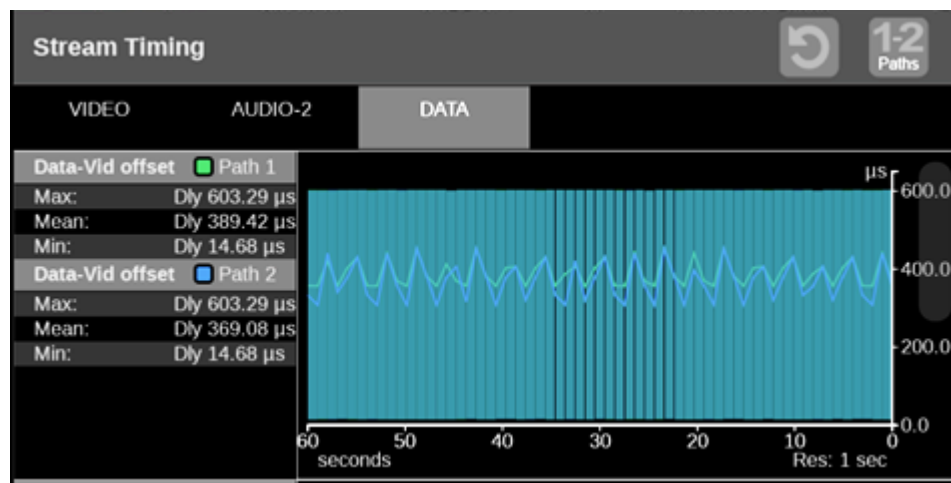 Stream Timing
1-2
Paths
VIDEO AUDIO-2 DATA
Data-Vid offset Path 1
Max: Dly 603.29 µs
Mean: Dly 389.42 µs
Min: Dly 14.68 µs
Data-Vid offset Path 2
Max: Dly 603.29 µs
Mean: Dly 369.08 µs
Min: Dly 14.68 µs
µs
600.0
400.0
200.0
0.0
60 50 40 30 20 10 0
seconds Res: 1 sec